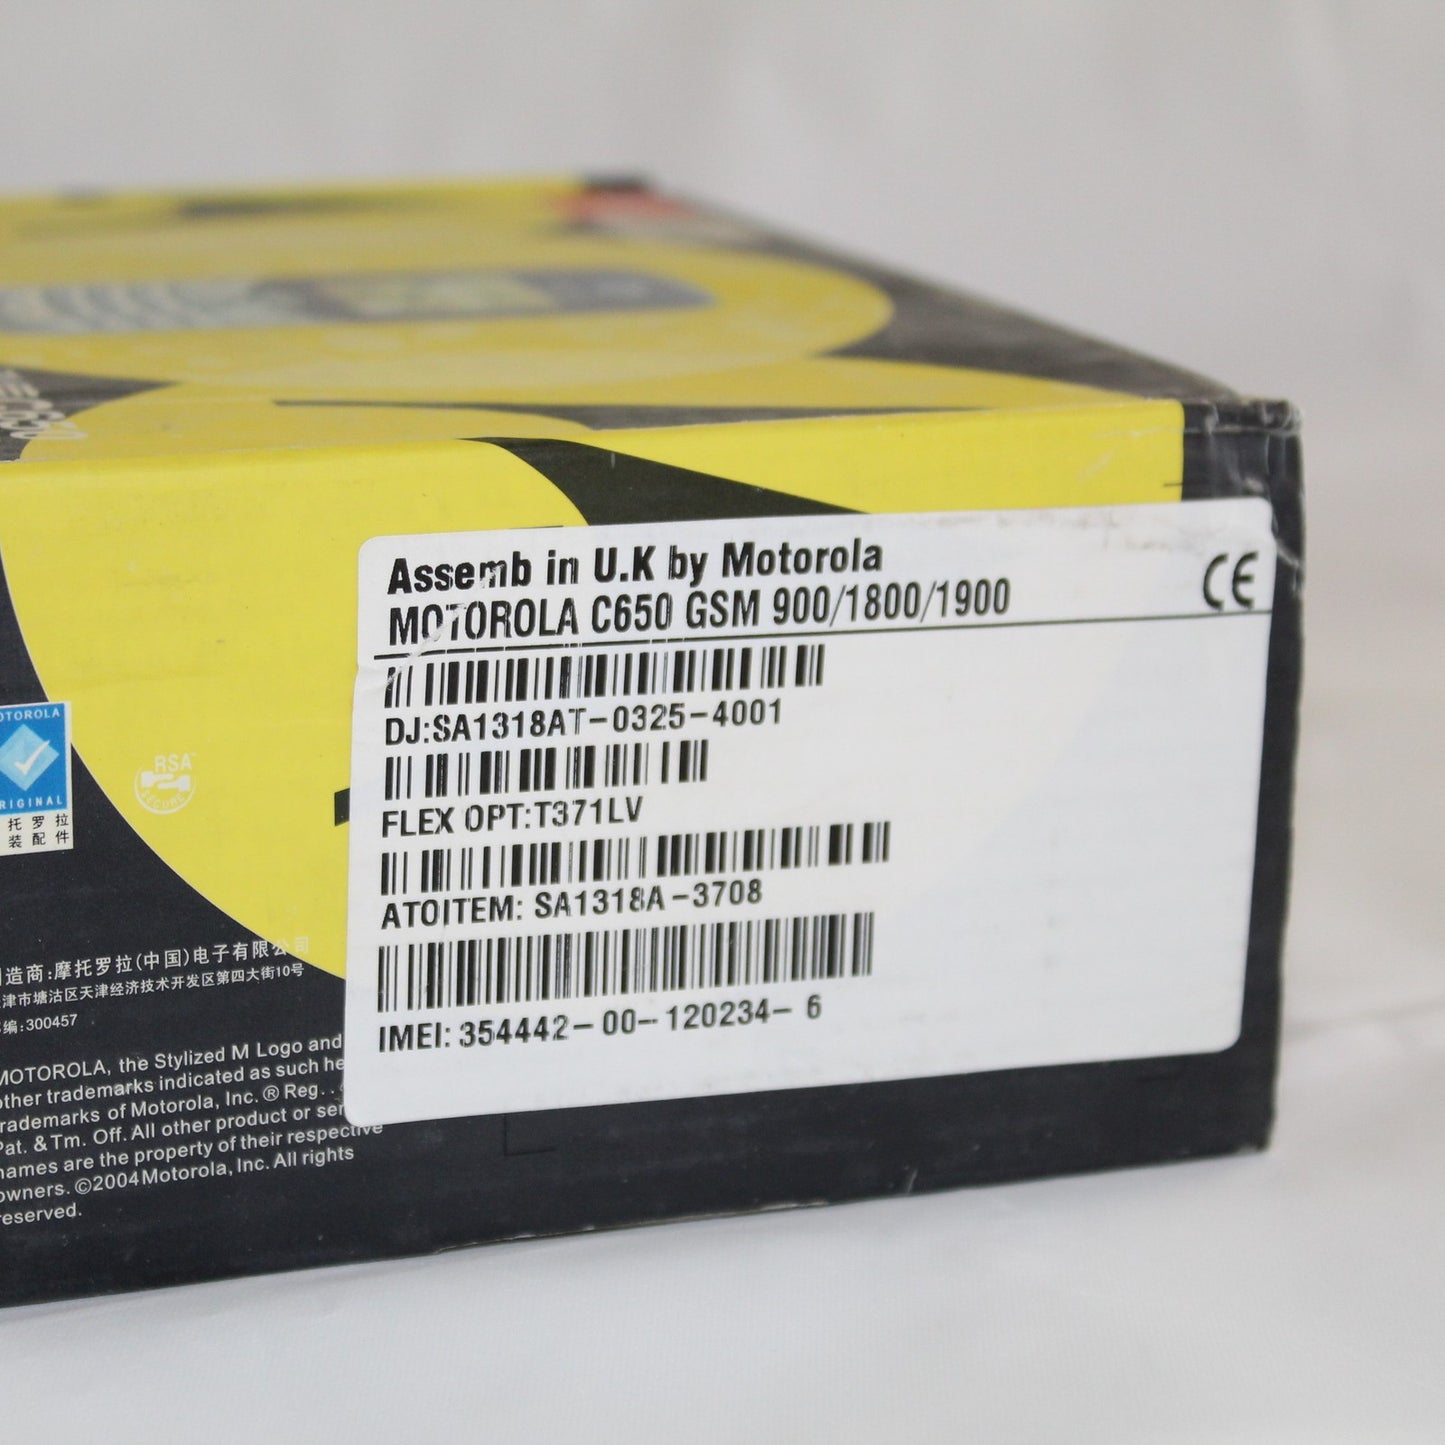 Assemb in U.K by Motorola
MOTOROLA C650 GSM 900/1800/1900
CE
DJ:SA1318AT-0325-4001
FLEX OPT:T371LV
ATOITEM: SA1318A-3708
IMEI: 354442-00-120234- 6
OTOROLA
RIGINAL
托罗拉
装配件
RSA
SECURE
造商:摩托罗拉(中国)电子有限公司
津市塘沽区天津经济技术开发区第四大街10号
编:300457
MOTOROLA, the Stylized M Logo and
other trademarks indicated as such he
rademarks of Motorola, Inc. ® Reg. .
Pat. & Tm. Off. All other product or ser
names are the property of their respective
owners. ©2004 Motorola, Inc. All rights
reserved.